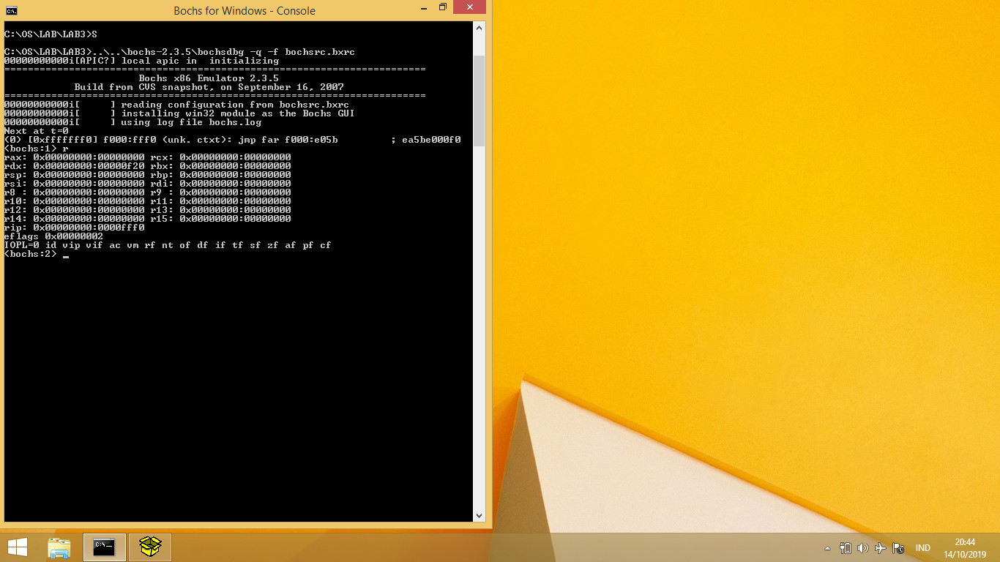 Bochs for Windows - Console
C:\OS\LAB\LAB3>S
C:\OS\LAB\LAB3>..\..\bochs-2.3.5\bochsdbg -q -f bochsrc.bxrc
00000000000i[APIC?] local apic in  initializing
========================================================================
Bochs x86 Emulator 2.3.5
Build from CVS snapshot, on September 16, 2007
========================================================================
00000000000i[     ] reading configuration from bochsrc.bxrc
00000000000i[     ] installing win32 module as the Bochs GUI
00000000000i[     ] using log file bochs.log
Next at t=0
(0) [0xfffffff0] f000:fff0 (unk. ctxt): jmp far f000:e05b         ; ea5be000f0
<bochs:1> r
rax: 0x00000000:00000000 rcx: 0x00000000:00000000
rdx: 0x00000000:00000f20 rbx: 0x00000000:00000000
rsp: 0x00000000:00000000 rbp: 0x00000000:00000000
rsi: 0x00000000:00000000 rdi: 0x00000000:00000000
r8 : 0x00000000:00000000 r9 : 0x00000000:00000000
r10: 0x00000000:00000000 r11: 0x00000000:00000000
r12: 0x00000000:00000000 r13: 0x00000000:00000000
r14: 0x00000000:00000000 r15: 0x00000000:00000000
rip: 0x00000000:0000fff0
eflags 0x00000002
IOPL=0 id vip vif ac vm rf nt of df if tf sf zf af pf cf
<bochs:2> _
IND
20:44
14/10/2019